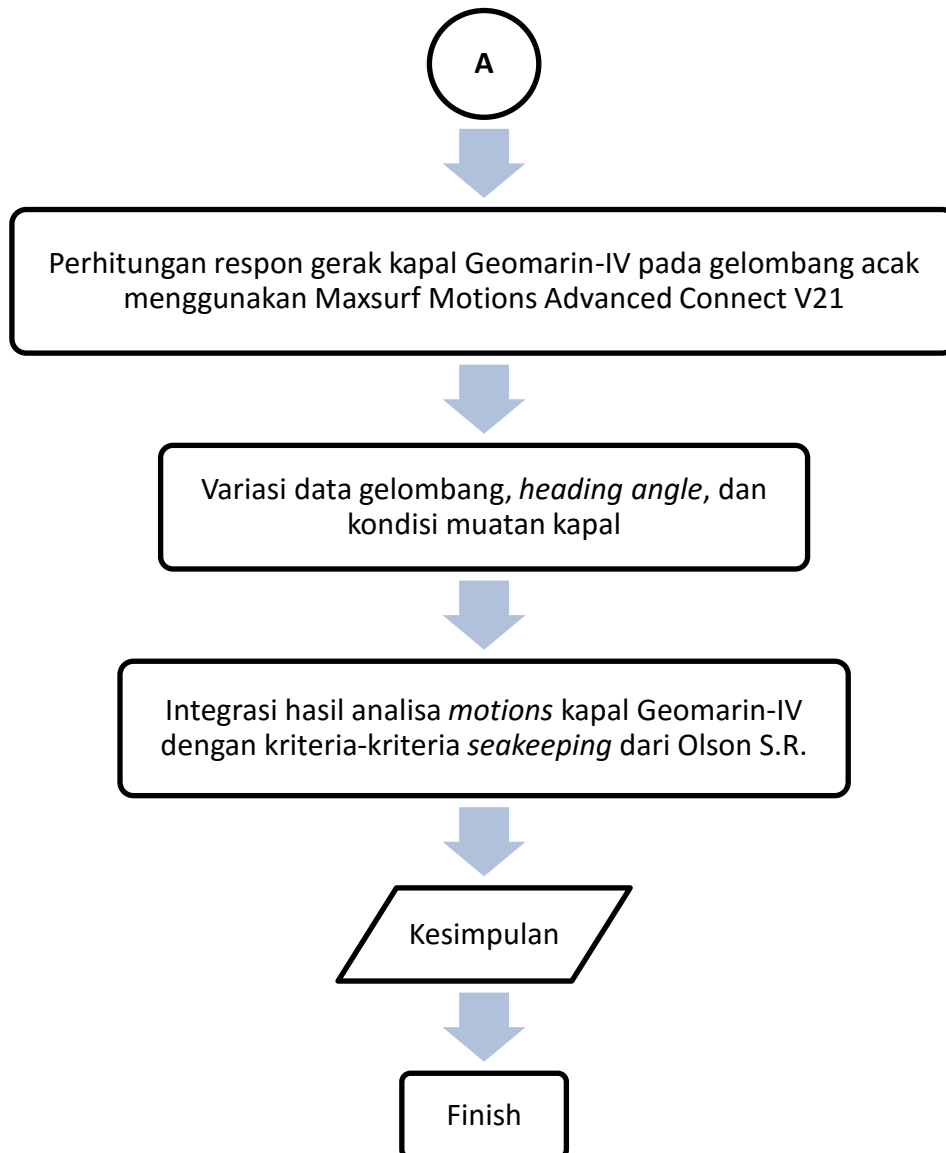 A
Perhitungan respon gerak kapal Geomarin-IV pada gelombang acak
menggunakan Maxsurf Motions Advanced Connect V21
Variasi data gelombang, heading angle, dan
kondisi muatan kapal
Integrasi hasil analisa motions kapal Geomarin-IV
dengan kriteria-kriteria seakeeping dari Olson S.R.
Kesimpulan
Finish